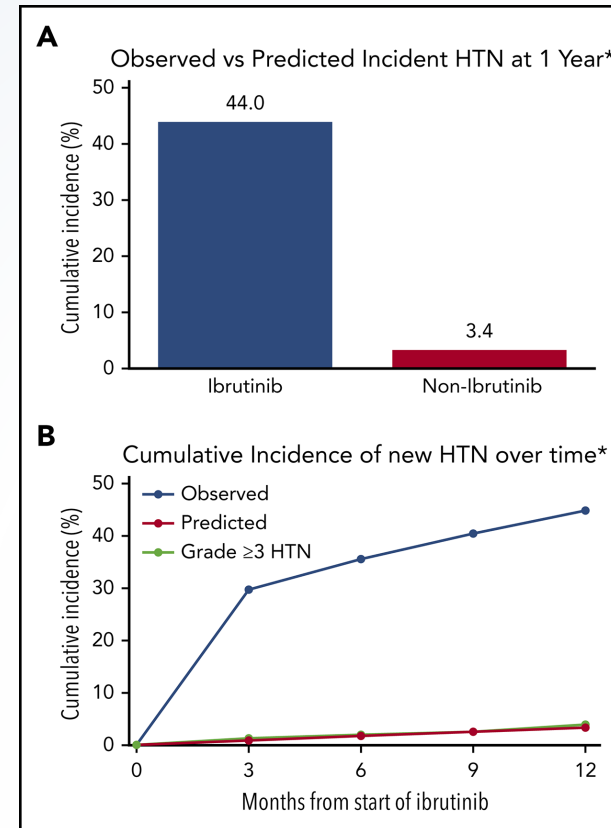 A
Observed vs Predicted Incident HTN at 1 Year*
Cumulative incidence (%)
50
40
30
20
10
0
44.0
3.4
Ibrutinib
Non-Ibrutinib
B
Cumulative Incidence of new HTN over time*
Cumulative incidence (%)
50
40
30
20
10
0
Observed
Predicted
Grade ≥3 HTN
0 3 6 9 12
Months from start of ibrutinib